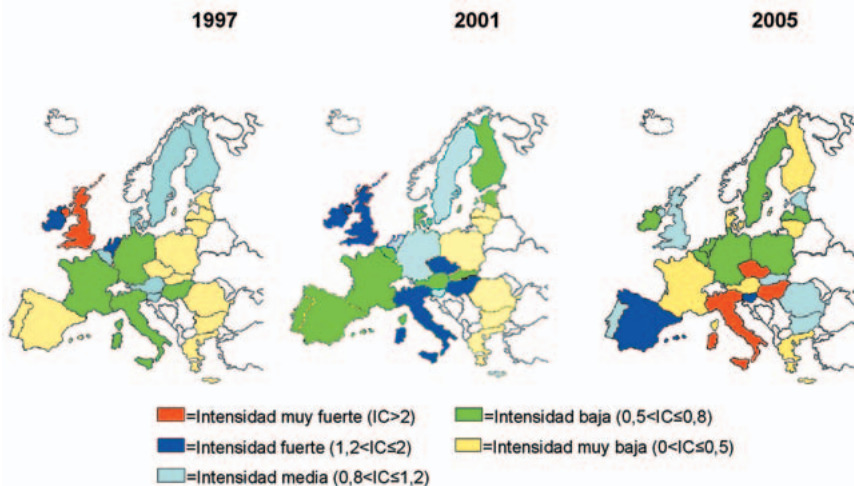 1997 2001 2005
=Intensidad muy fuerte (IC>2) =Intensidad baja (0,5<IC≤0,8)
=Intensidad fuerte (1,2<IC≤2) =Intensidad muy baja (0<IC≤0,5)
=Intensidad media (0,8<IC≤1,2)